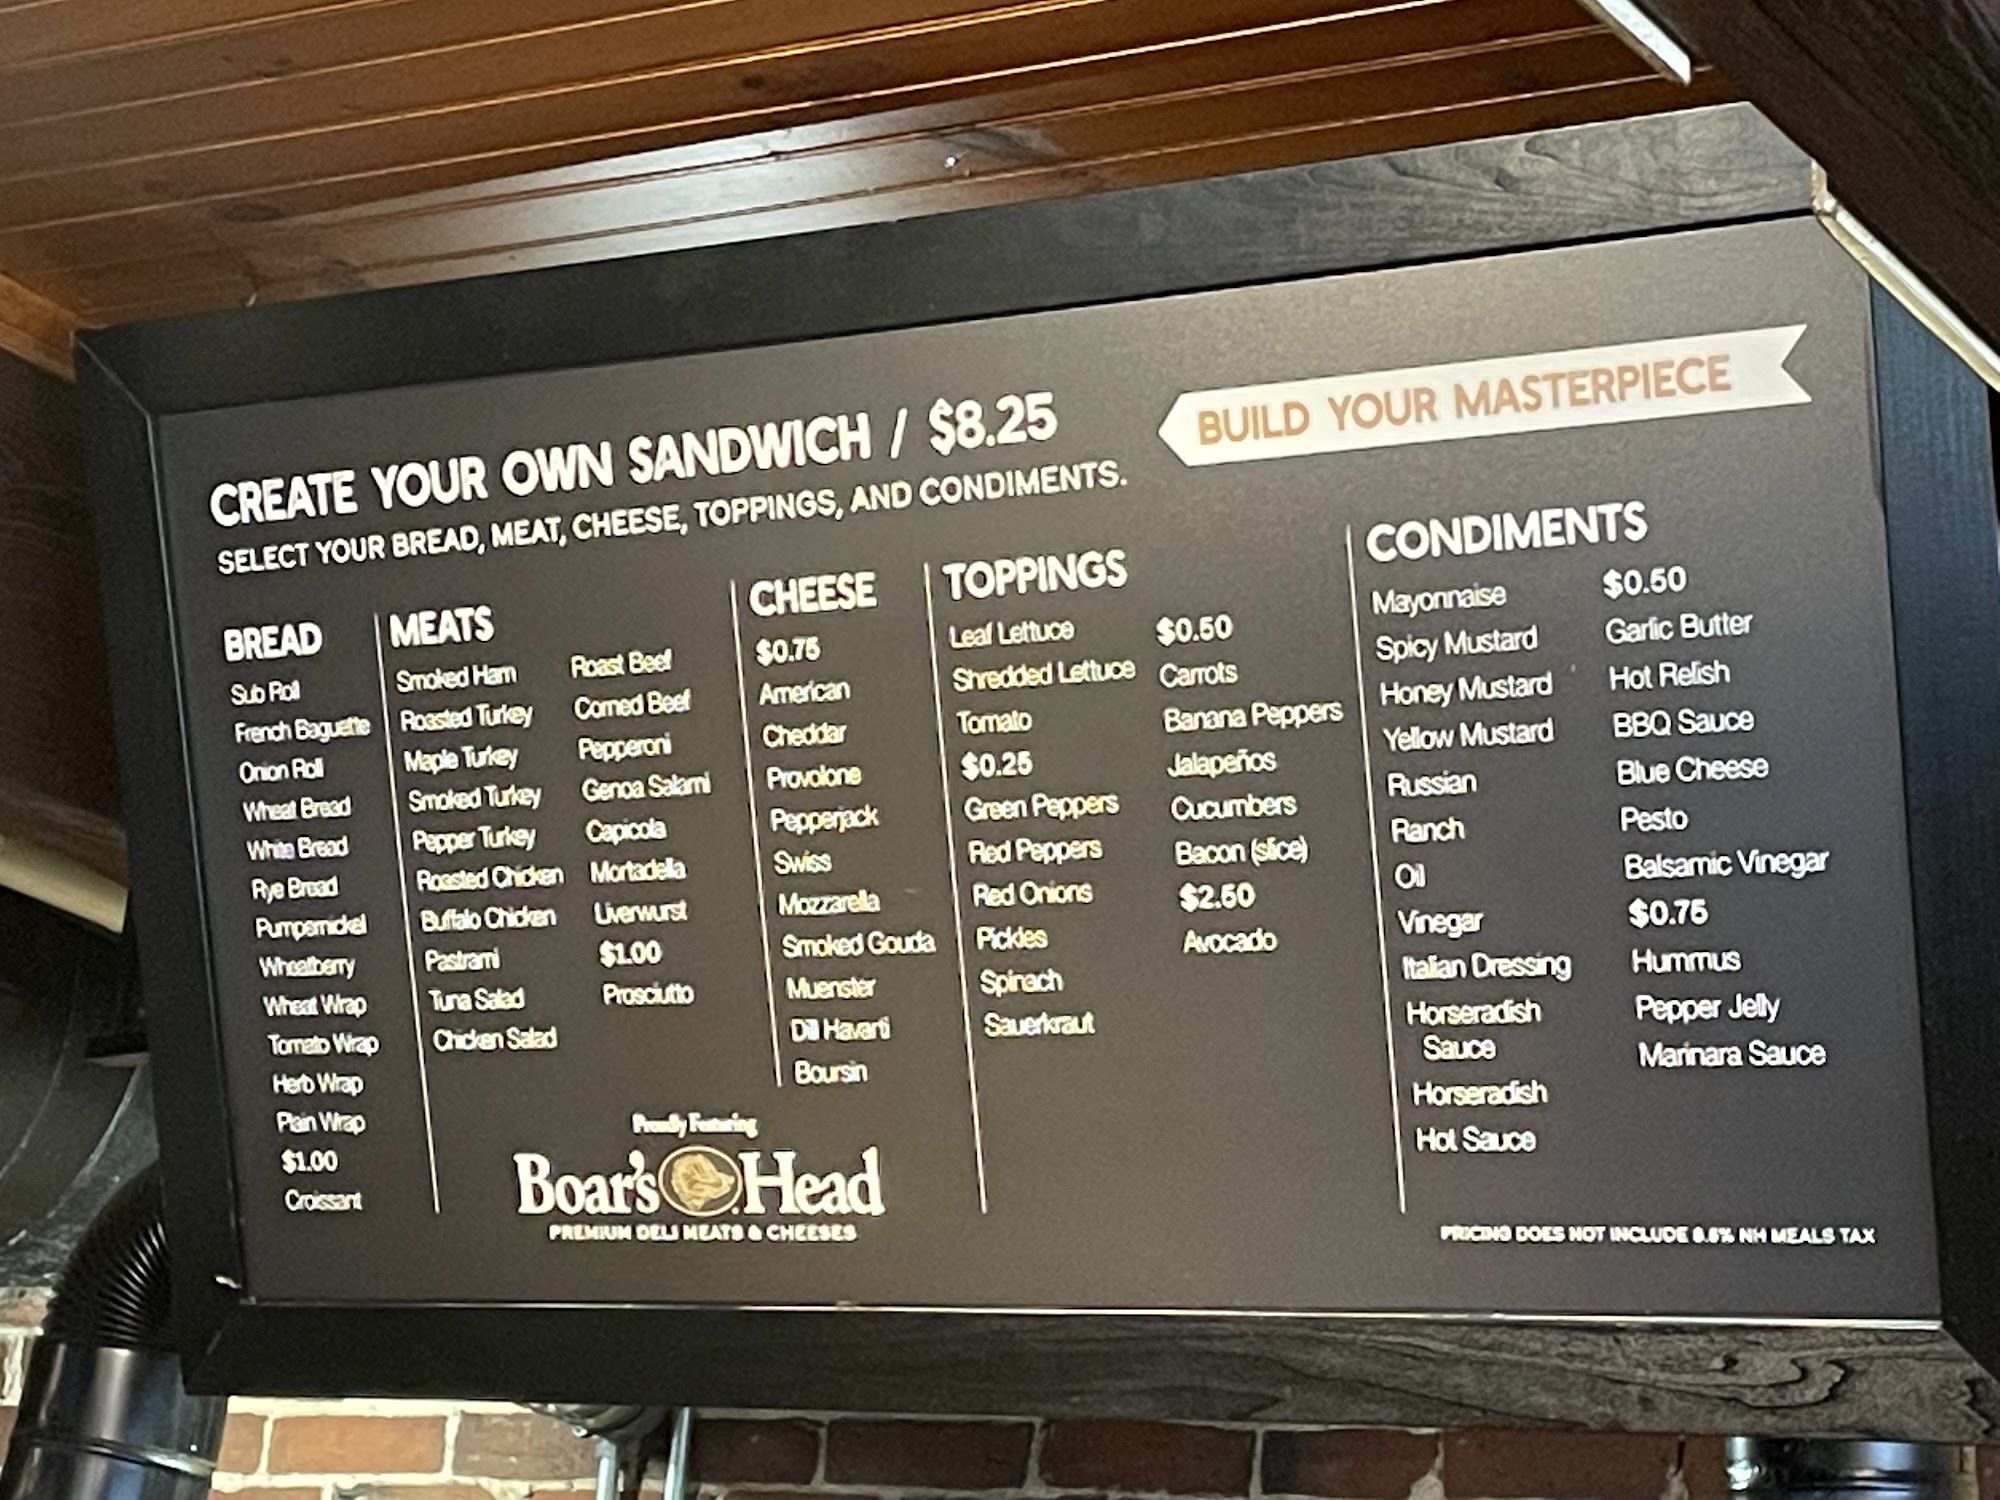 CREATE YOUR OWN SANDWICH / $8.25
SELECT YOUR BREAD, MEAT, CHEESE, TOPPINGS, AND CONDIMENTS.
BUILD YOUR MASTERPIECE
BREAD
Sub Roll
French Baguette
Onion Roll
Wheat Bread
White Bread
Rye Bread
Pumpernickel
Wheatberry
Wheat Wrap
Tomato Wrap
Herb Wrap
Plain Wrap
$1.00
Croissant
MEATS
Smoked Ham
Roasted Turkey
Maple Turkey
Smoked Turkey
Pepper Turkey
Roasted Chicken
Buffalo Chicken
Pastrami
Tuna Salad
Chicken Salad
Roast Beef
Corned Beef
Pepperoni
Genoa Salami
Capicola
Mortadella
Liverwurst
$1.00
Prosciutto
CHEESE
$0.75
American
Cheddar
Provolone
Pepperjack
Swiss
Mozzarella
Smoked Gouda
Muenster
Dill Havarti
Boursin
TOPPINGS
Leaf Lettuce
Shredded Lettuce
Tomato
$0.25
Green Peppers
Red Peppers
Red Onions
Pickles
Spinach
Sauerkraut
$0.50
Carrots
Banana Peppers
Jalapeños
Cucumbers
Bacon (slice)
$2.50
Avocado
CONDIMENTS
Mayonnaise
Spicy Mustard
Honey Mustard
Yellow Mustard
Russian
Ranch
Oil
Vinegar
Italian Dressing
Horseradish
Sauce
Horseradish
Hot Sauce
$0.50
Garlic Butter
Hot Relish
BBQ Sauce
Blue Cheese
Pesto
Balsamic Vinegar
$0.75
Hummus
Pepper Jelly
Marinara Sauce
Proudly Featuring
Boar's Head
PREMIUM DELI MEATS & CHEESES
PRICING DOES NOT INCLUDE NH MEALS TAX